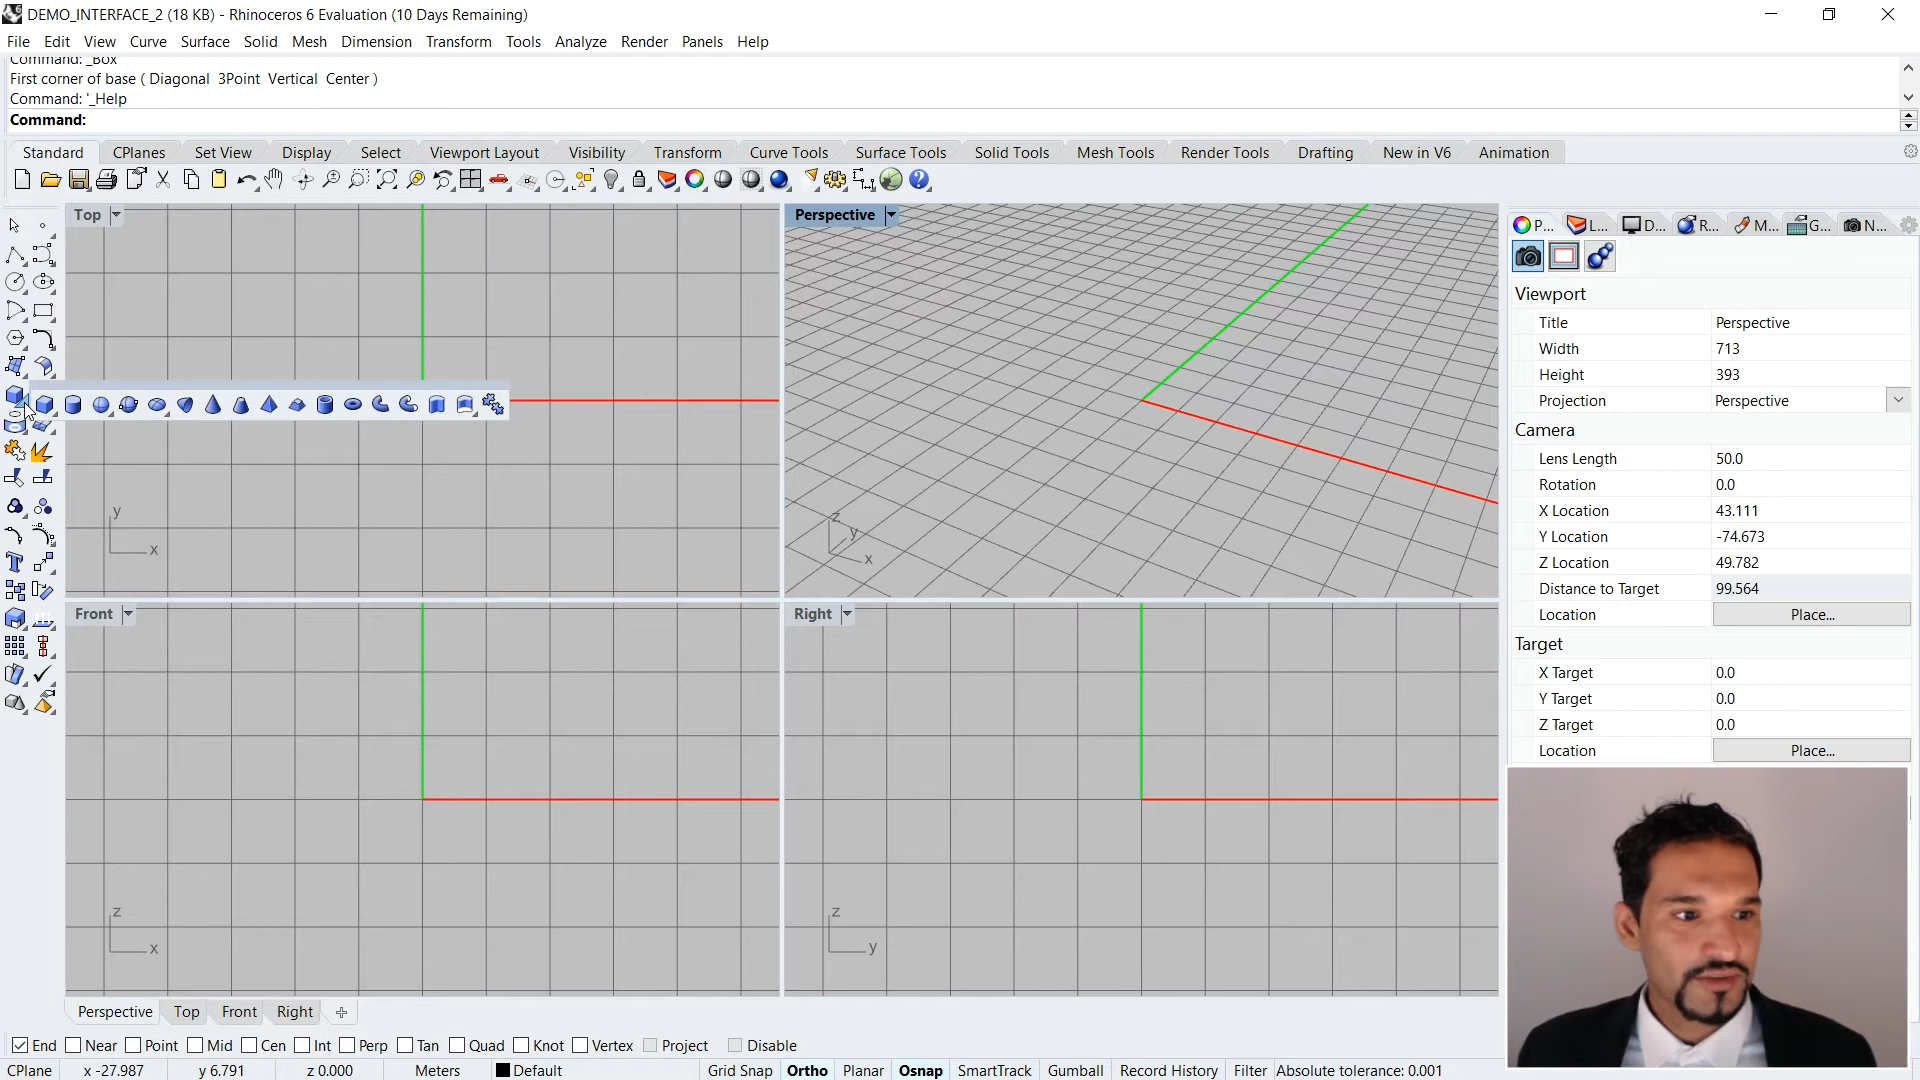 DEMO_INTERFACE_2 (18 KB) - Rhinoceros 6 Evaluation (10 Days Remaining)
File Edit View Curve Surface Solid Mesh Dimension Transform Tools Analyze Render Panels Help
Command: _Box
First corner of base ( Diagonal 3Point Vertical Center )
Command: '_Help
Command:
Standard CPlanes Set View Display Select Viewport Layout Visibility Transform Curve Tools Surface Tools Solid Tools Mesh Tools Render Tools Drafting New in V6 Animation
Top
Perspective
P... L... D... R... M... G... N...
Viewport
Title Perspective
Width 713
Height 393
Projection Perspective
Camera
Lens Length 50.0
Rotation 0.0
X Location 43.111
Y Location -74.673
Z Location 49.782
Distance to Target 99.564
Location Place...
Target
X Target 0.0
Y Target 0.0
Z Target 0.0
Location Place...
y
x
z
y
x
Front
Right
z
x
z
y
Perspective Top Front Right
End Near Point Mid Cen Int Perp Tan Quad Knot Vertex Project Disable
CPlane x -27.987 y 6.791 z 0.000 Meters Default Grid Snap Ortho Planar Osnap SmartTrack Gumball Record History Filter Absolute tolerance: 0.001